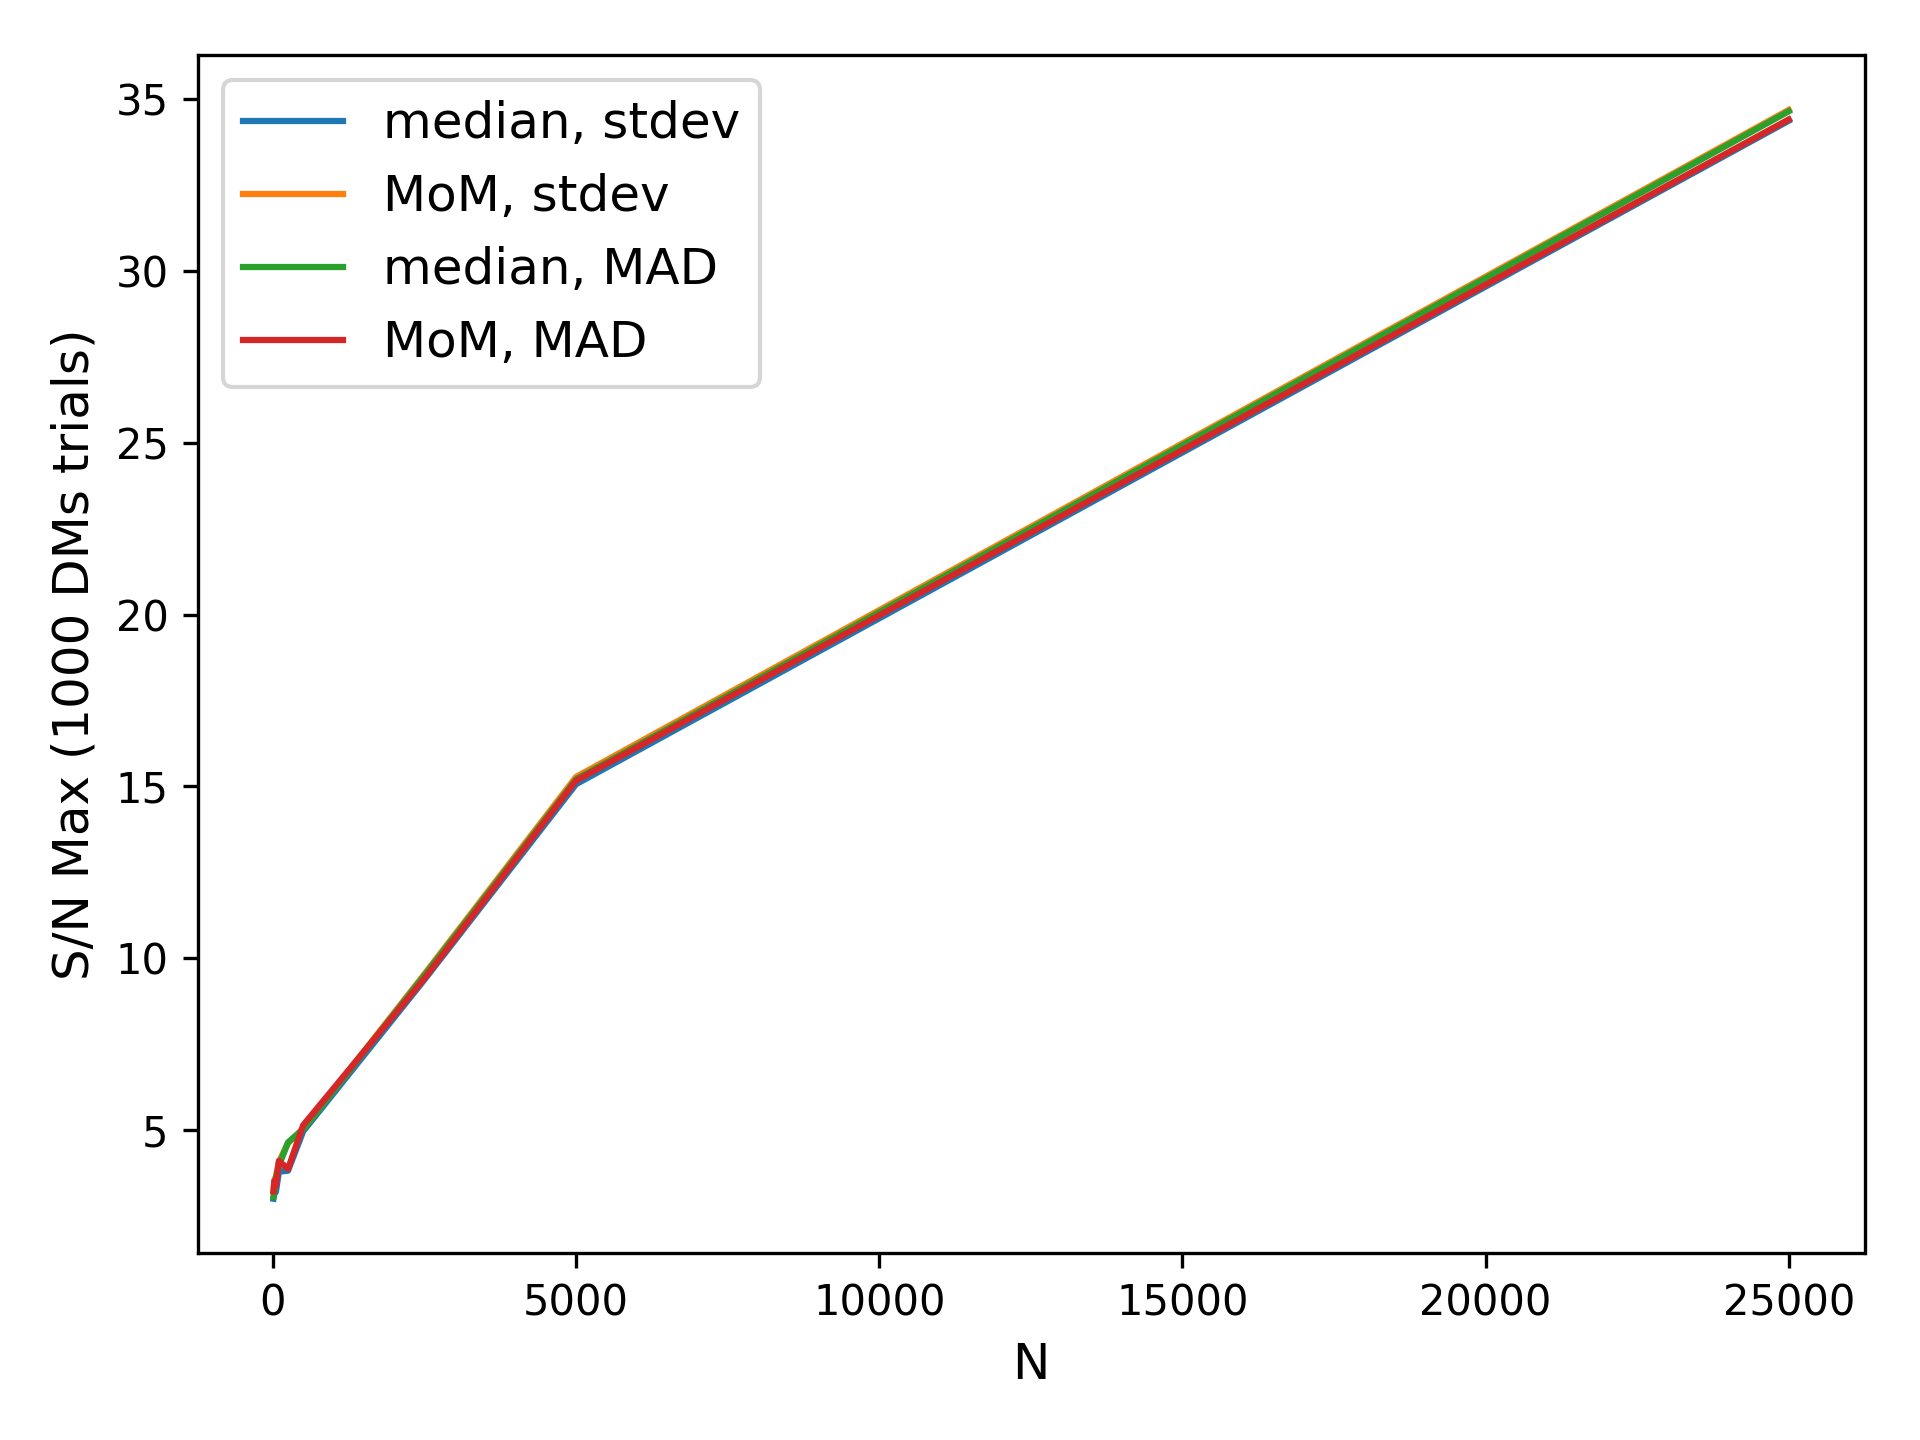 35
30
25
20
15
10
5
S/N Max (1000 DMs trials)
median, stdev
MoM, stdev
median, MAD
MoM, MAD
0 5000 10000 15000 20000 25000
N